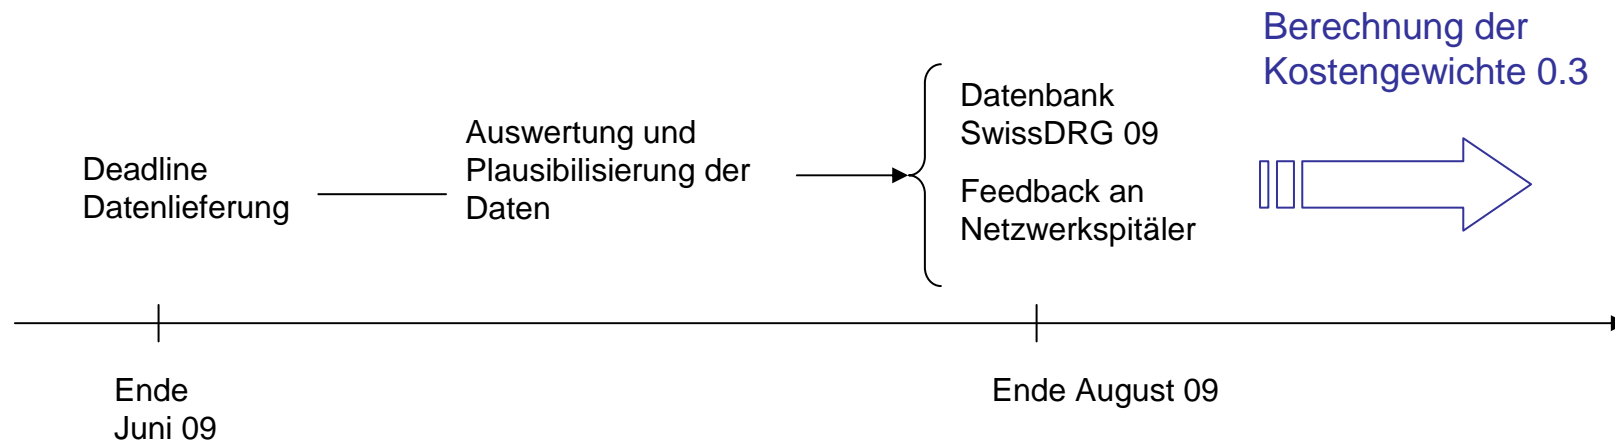 Berechnung der
Kostengewichte 0.3
Deadline
Datenlieferung
Auswertung und
Plausibilisierung der
Daten
Datenbank
SwissDRG 09
Feedback an
Netzwerkspitäler
Ende
Juni 09
Ende August 09